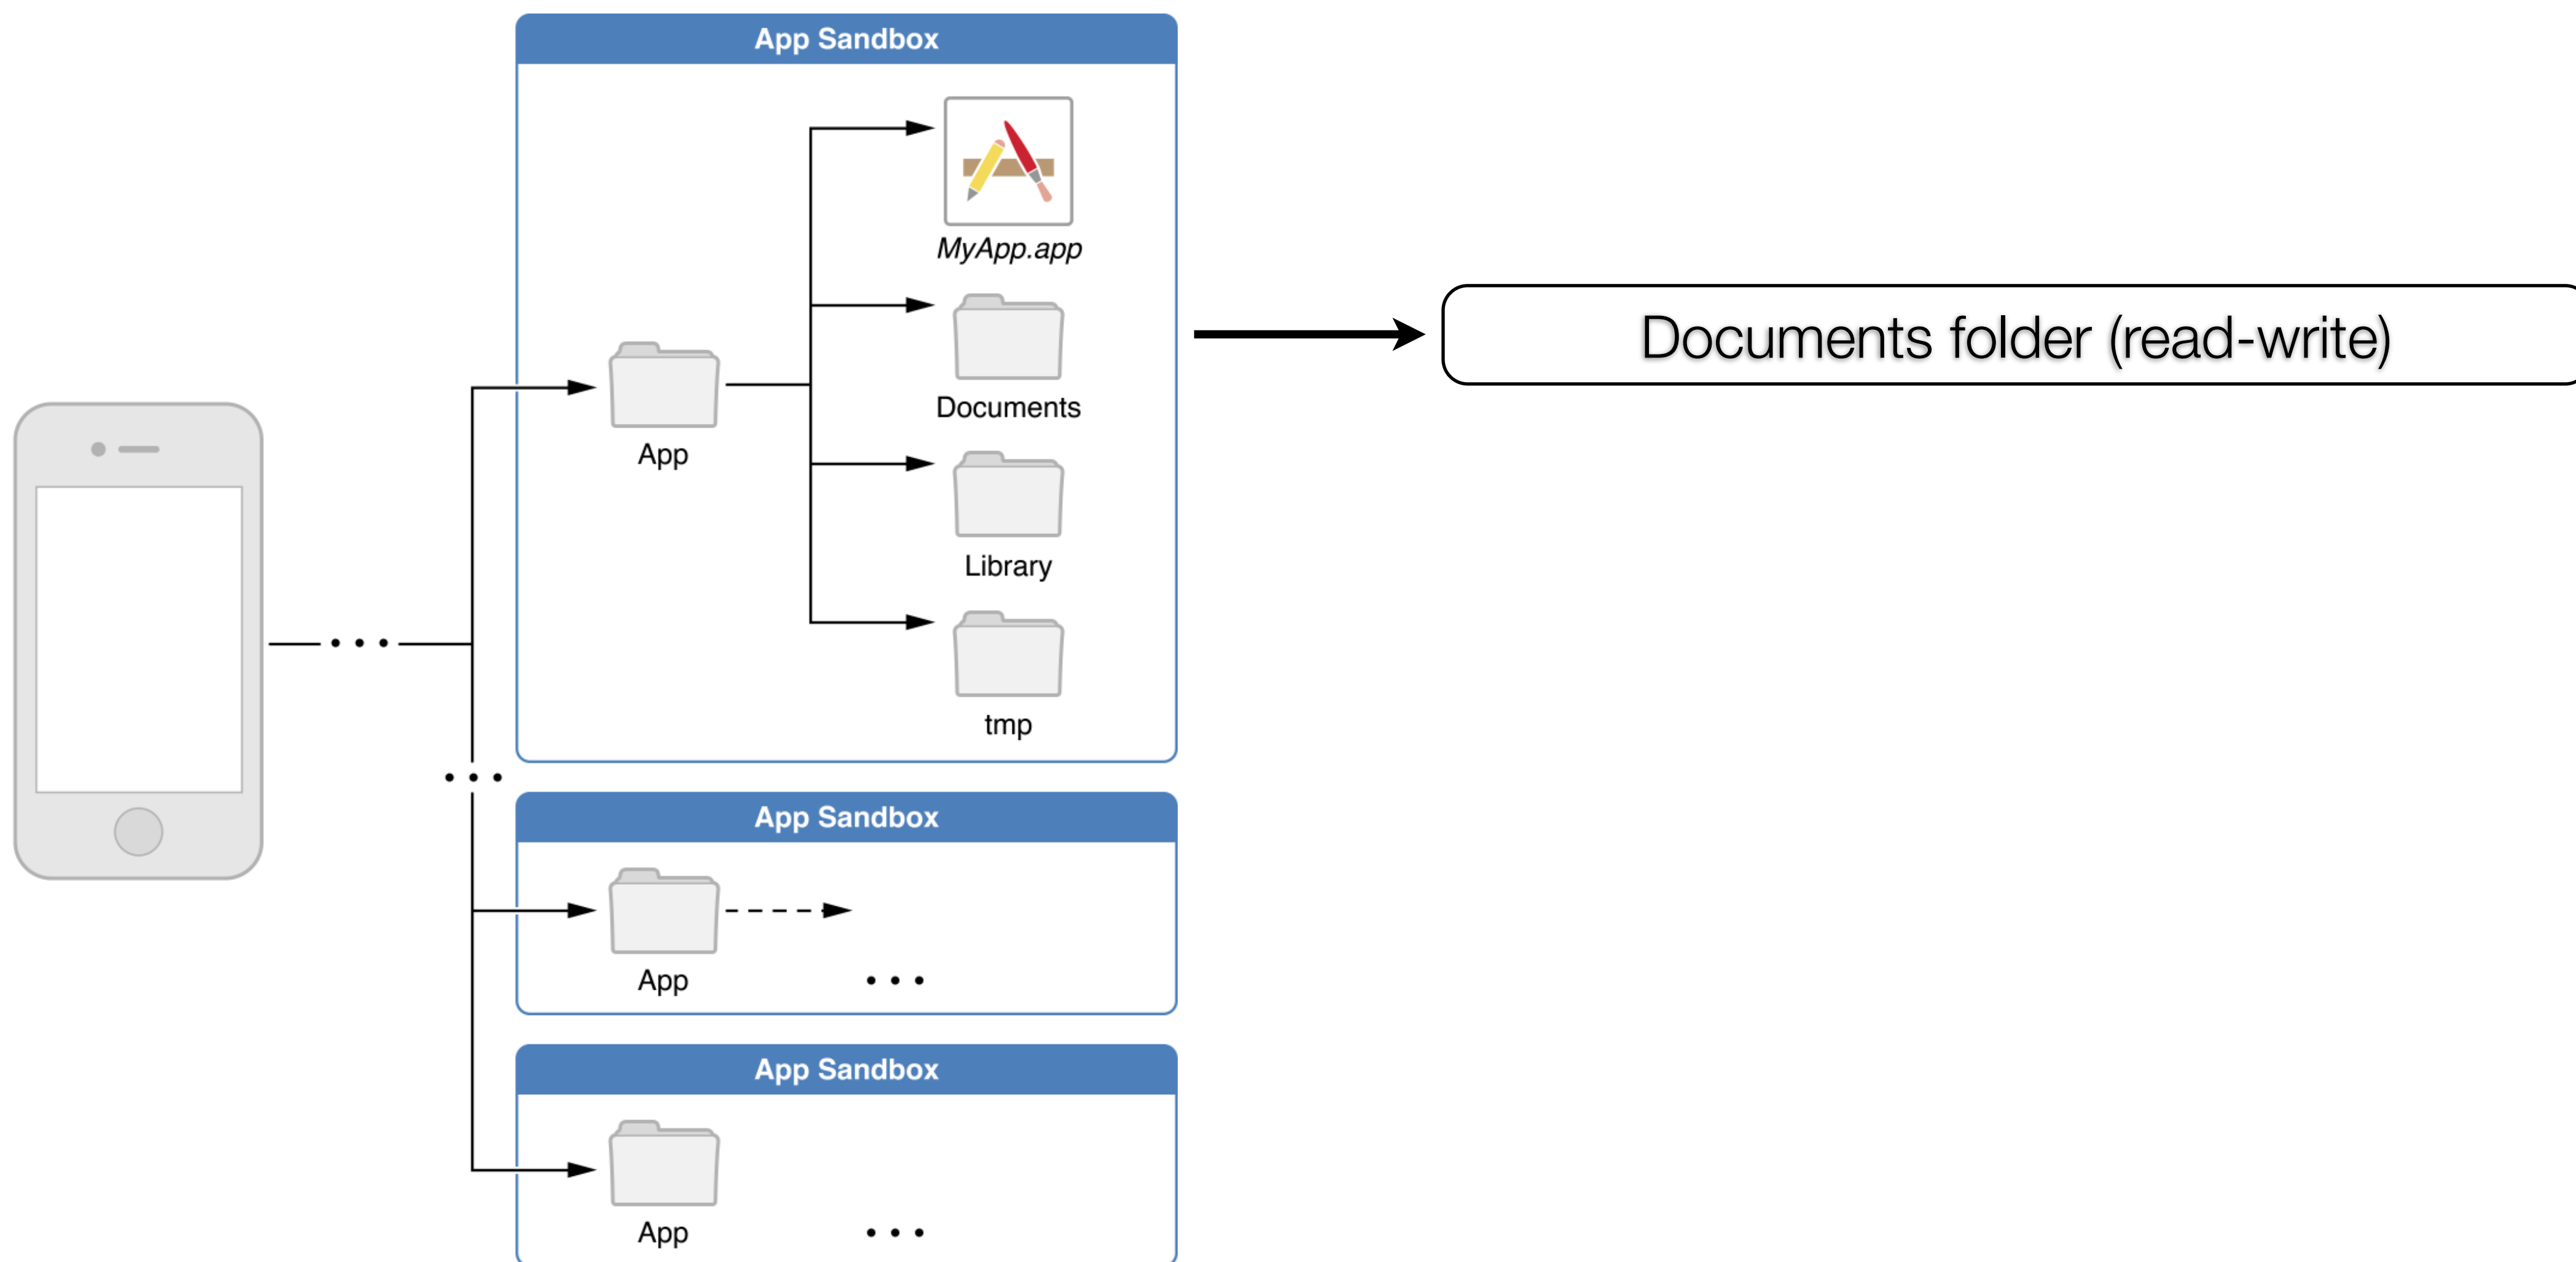 App Sandbox
MyApp.app
Documents
Library
tmp
App
Documents folder (read-write)
App Sandbox
App
App Sandbox
App